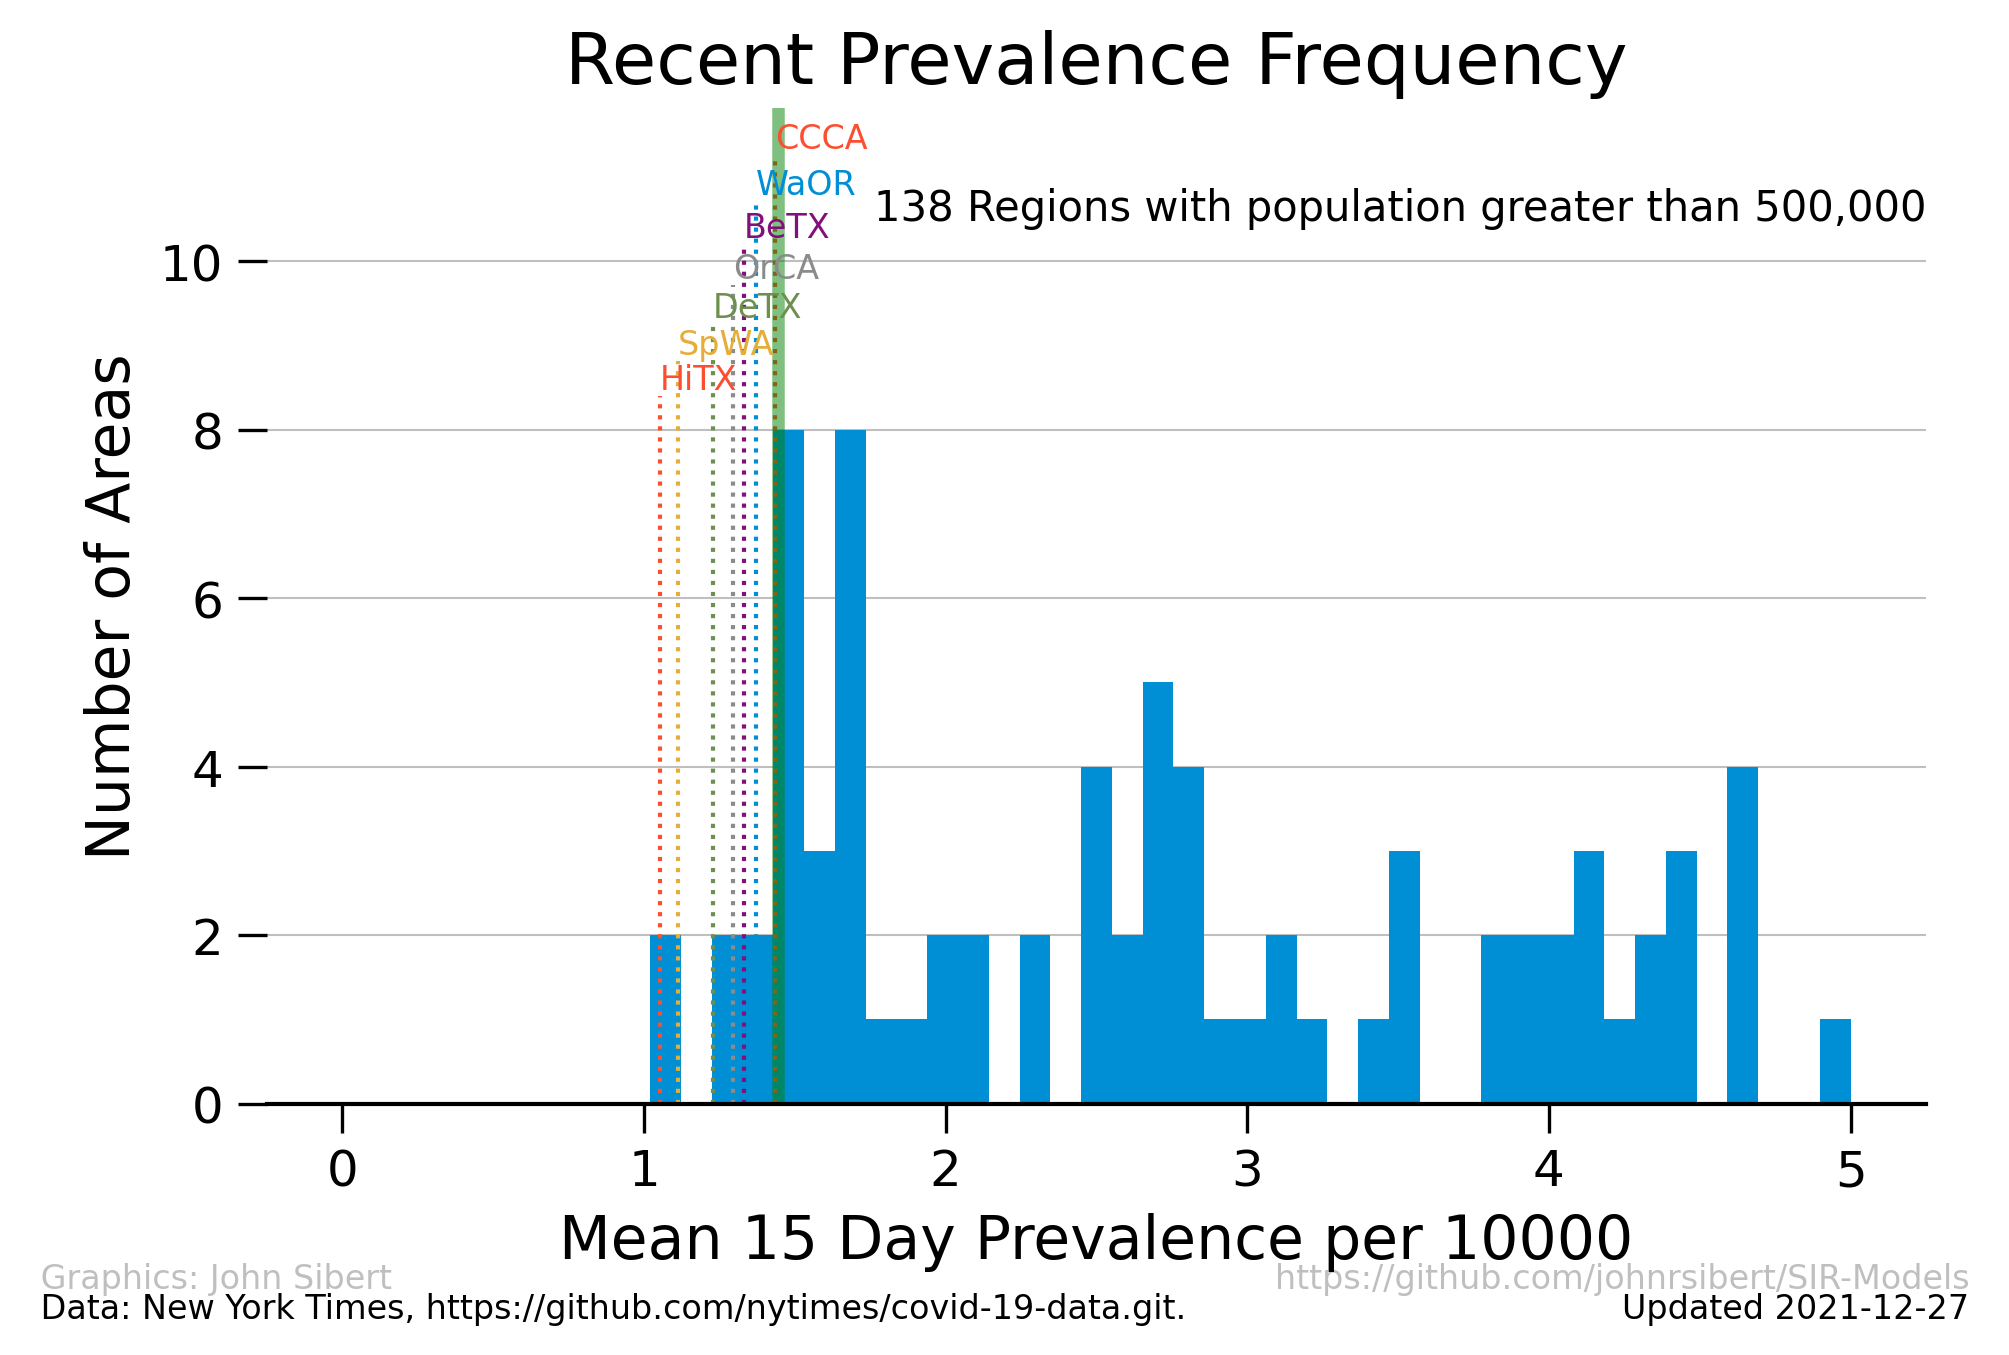 Recent Prevalence Frequency
CCCA
WaOR
138 Regions with population greater than 500,000
BeTX
OrCA
DeTX
SpWA
HiTX
Number of Areas
10
8
6
4
2
0
0 1 2 3 4 5
Mean 15 Day Prevalence per 10000
Graphics: John Sibert
https://github.com/johnrsibert/SIR-Models
Data: New York Times, https://github.com/nytimes/covid-19-data.git.
Updated 2021-12-27